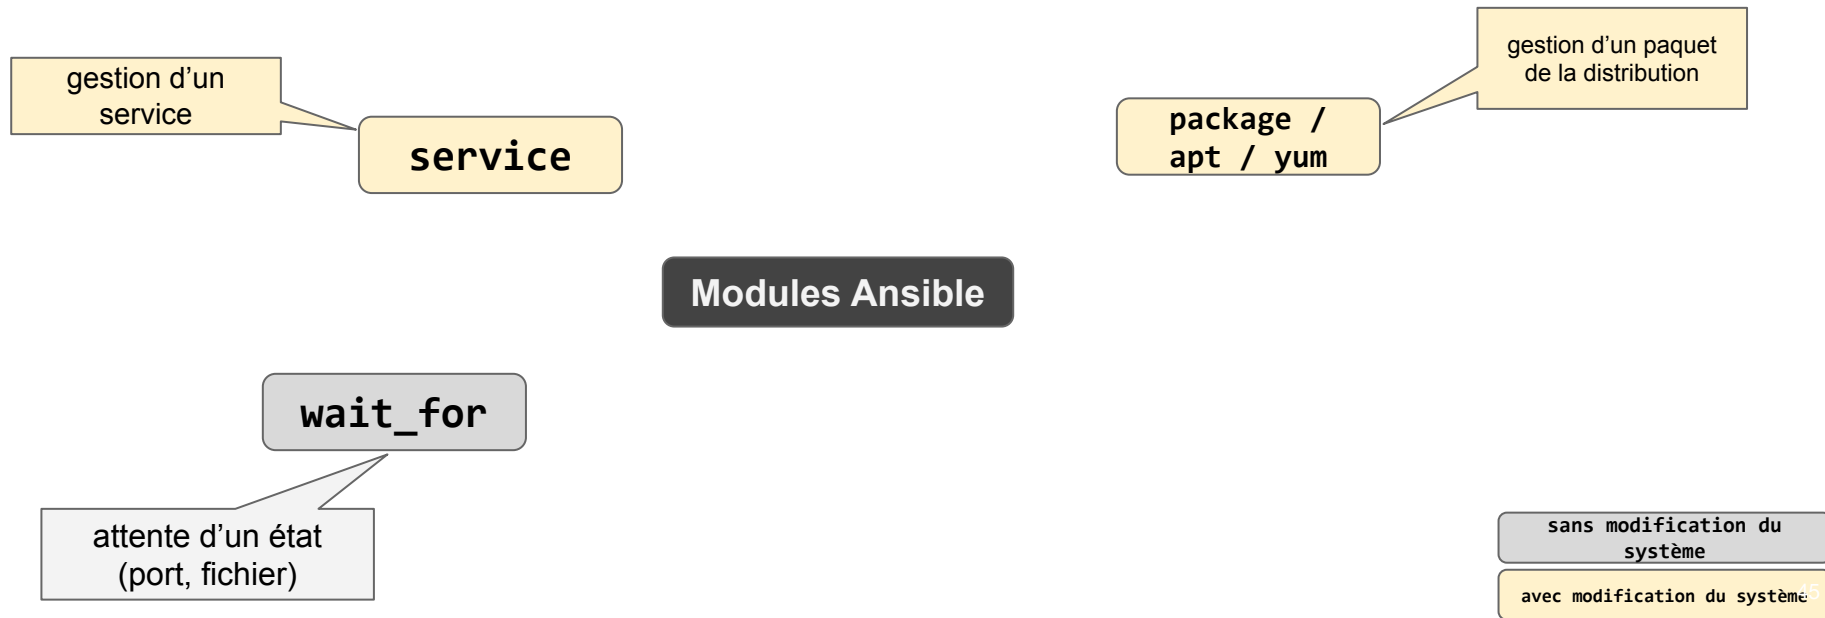 gestion d’un
service
service
gestion d’un paquet
de la distribution
package /
apt / yum
Modules Ansible
wait_for
attente d’un état
(port, fichier)
sans modification du
système
avec modification du système
45